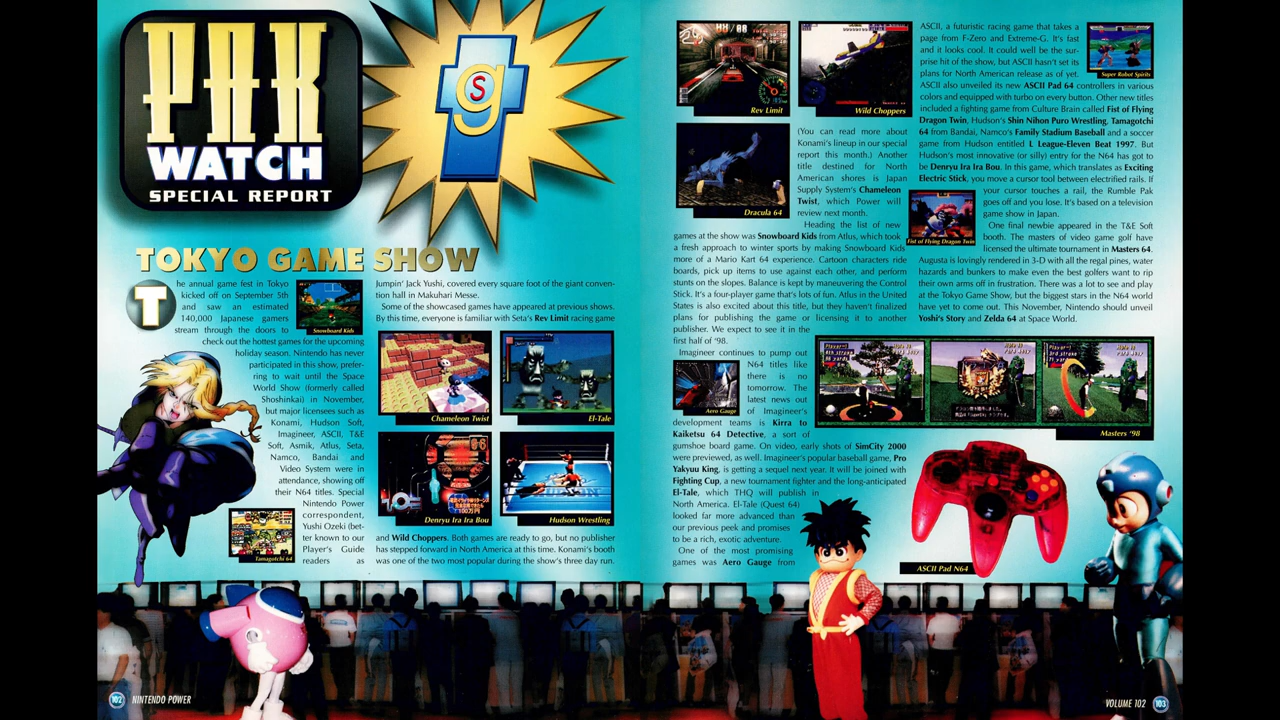 PAK
WATCH
SPECIAL REPORT
tgs
TOKYO GAME SHOW
The annual game fest in Tokyo
kicked off on September 5th
and saw an estimated
140,000 Japanese gamers
stream through the doors to
check out the hottest games for the upcoming
holiday season. Nintendo has never
participated in this show, prefer-
ring to wait until the Space
World Show (formerly called
Shoshinkai) in November,
but major licensees such as
Konami, Hudson Soft,
Imagineer, ASCII, T&E
Soft, Asmik, Atlus, Seta,
Namco, Bandai and
Video System were in
attendance, showing off
their N64 titles. Special
Nintendo Power
correspondent,
Yushi Ozeki (bet-
ter known to our
Player's Guide
readers as
Snowboard Kids
Tamagotchi 64
Jumpin' Jack Yushi, covered every square foot of the giant conven-
tion hall in Makuhari Messe.
Some of the showcased games have appeared at previous shows.
By this time, everyone is familiar with Seta's Rev Limit racing game
Chameleon Twist
El-Tale
Denryu Ira Ira Bou
Hudson Wrestling
and Wild Choppers. Both games are ready to go, but no publisher
has stepped forward in North America at this time. Konami's booth
was one of the two most popular during the show's three day run.
Rev Limit
Wild Choppers
Dracula 64
(You can read more about
Konami's lineup in our special
report this month.) Another
title destined for North
American shores is Japan
Supply System's Chameleon
Twist, which Power will
review next month.
Heading the list of new
games at the show was Snowboard Kids from Atlus, which took
a fresh approach to winter sports by making Snowboard Kids
more of a Mario Kart 64 experience. Cartoon characters ride
boards, pick up items to use against each other, and perform
stunts on the slopes. Balance is kept by maneuvering the Control
Stick. It's a four-player game that's lots of fun. Atlus in the United
States is also excited about this title, but they haven't finalized
plans for publishing the game or licensing it to another
publisher. We expect to see it in the
first half of '98.
Imagineer continues to pump out
N64 titles like
there is no
tomorrow. The
latest news out
of Imagineer's
development teams is Kirra to
Kaiketsu 64 Detective, a sort of
gumshoe board game. On video, early shots of SimCity 2000
were previewed, as well. Imagineer's popular baseball game, Pro
Yakyuu King, is getting a sequel next year. It will be joined with
Fighting Cup, a new tournament fighter and the long-anticipated
El-Tale, which THQ will publish in
North America. El-Tale (Quest 64)
looked far more advanced than
our previous peek and promises
to be a rich, exotic adventure.
One of the most promising
games was Aero Gauge from
Aero Gauge
ASCII, a futuristic racing game that takes a
page from F-Zero and Extreme-G. It's fast
and it looks cool. It could well be the sur-
prise hit of the show, but ASCII hasn't set its
plans for North American release as of yet.
ASCII also unveiled its new ASCII Pad 64 controllers in various
colors and equipped with turbo on every button. Other new titles
included a fighting game from Culture Brain called Fist of Flying
Dragon Twin, Hudson's Shin Nihon Puro Wrestling, Tamagotchi
64 from Bandai, Namco's Family Stadium Baseball and a soccer
game from Hudson entitled L League-Eleven Beat 1997. But
Hudson's most innovative (or silly) entry for the N64 has got to
be Denryu Ira Ira Bou. In this game, which translates as Exciting
Electric Stick, you move a cursor tool between electrified rails. If
your cursor touches a rail, the Rumble Pak
goes off and you lose. It's based on a television
game show in Japan.
One final newbie appeared in the T&E Soft
booth. The masters of video game golf have
licensed the ultimate tournament in Masters 64.
Augusta is lovingly rendered in 3-D with all the regal pines, water
hazards and bunkers to make even the best golfers want to rip
their own arms off in frustration. There was a lot to see and play
at the Tokyo Game Show, but the biggest stars in the N64 world
have yet to come. This November, Nintendo should unveil
Yoshi's Story and Zelda 64 at Space World.
Super Robot Spirits
Fist of Flying Dragon Twin
Masters '98
ASCII Pad N64
102 NINTENDO POWER
VOLUME 102 103